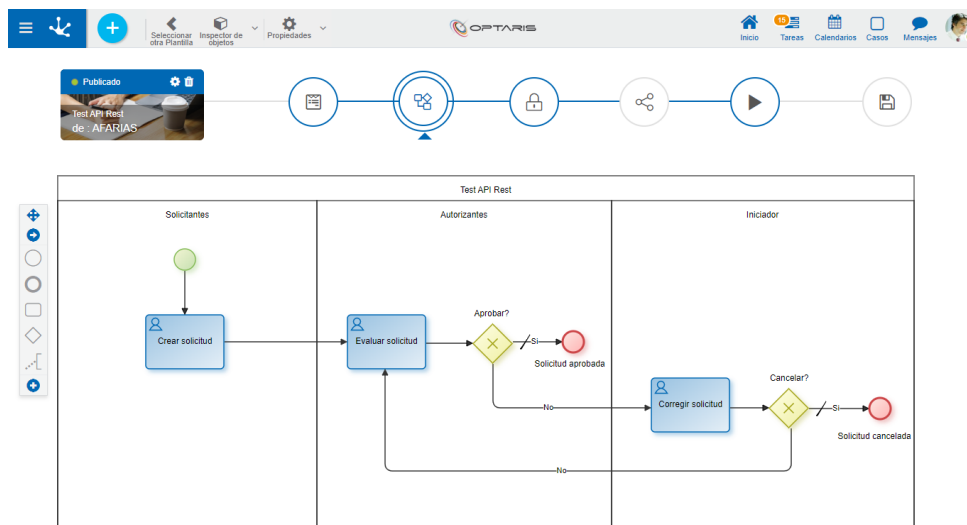 Seleccionar
otra Plantilla
Inspector de
objetos
Propiedades
OPTARIS
15
Inicio
Tareas
Calendarios
Casos
Mensajes
Publicado
Test API Rest
de : AFARIAS
Test API Rest
Solicitantes
Autorizantes
Iniciador
Crear solicitud
Evaluar solicitud
Aprobar?
Si
Solicitud aprobada
No
Corregir solicitud
Cancelar?
Si
Solicitud cancelada
No